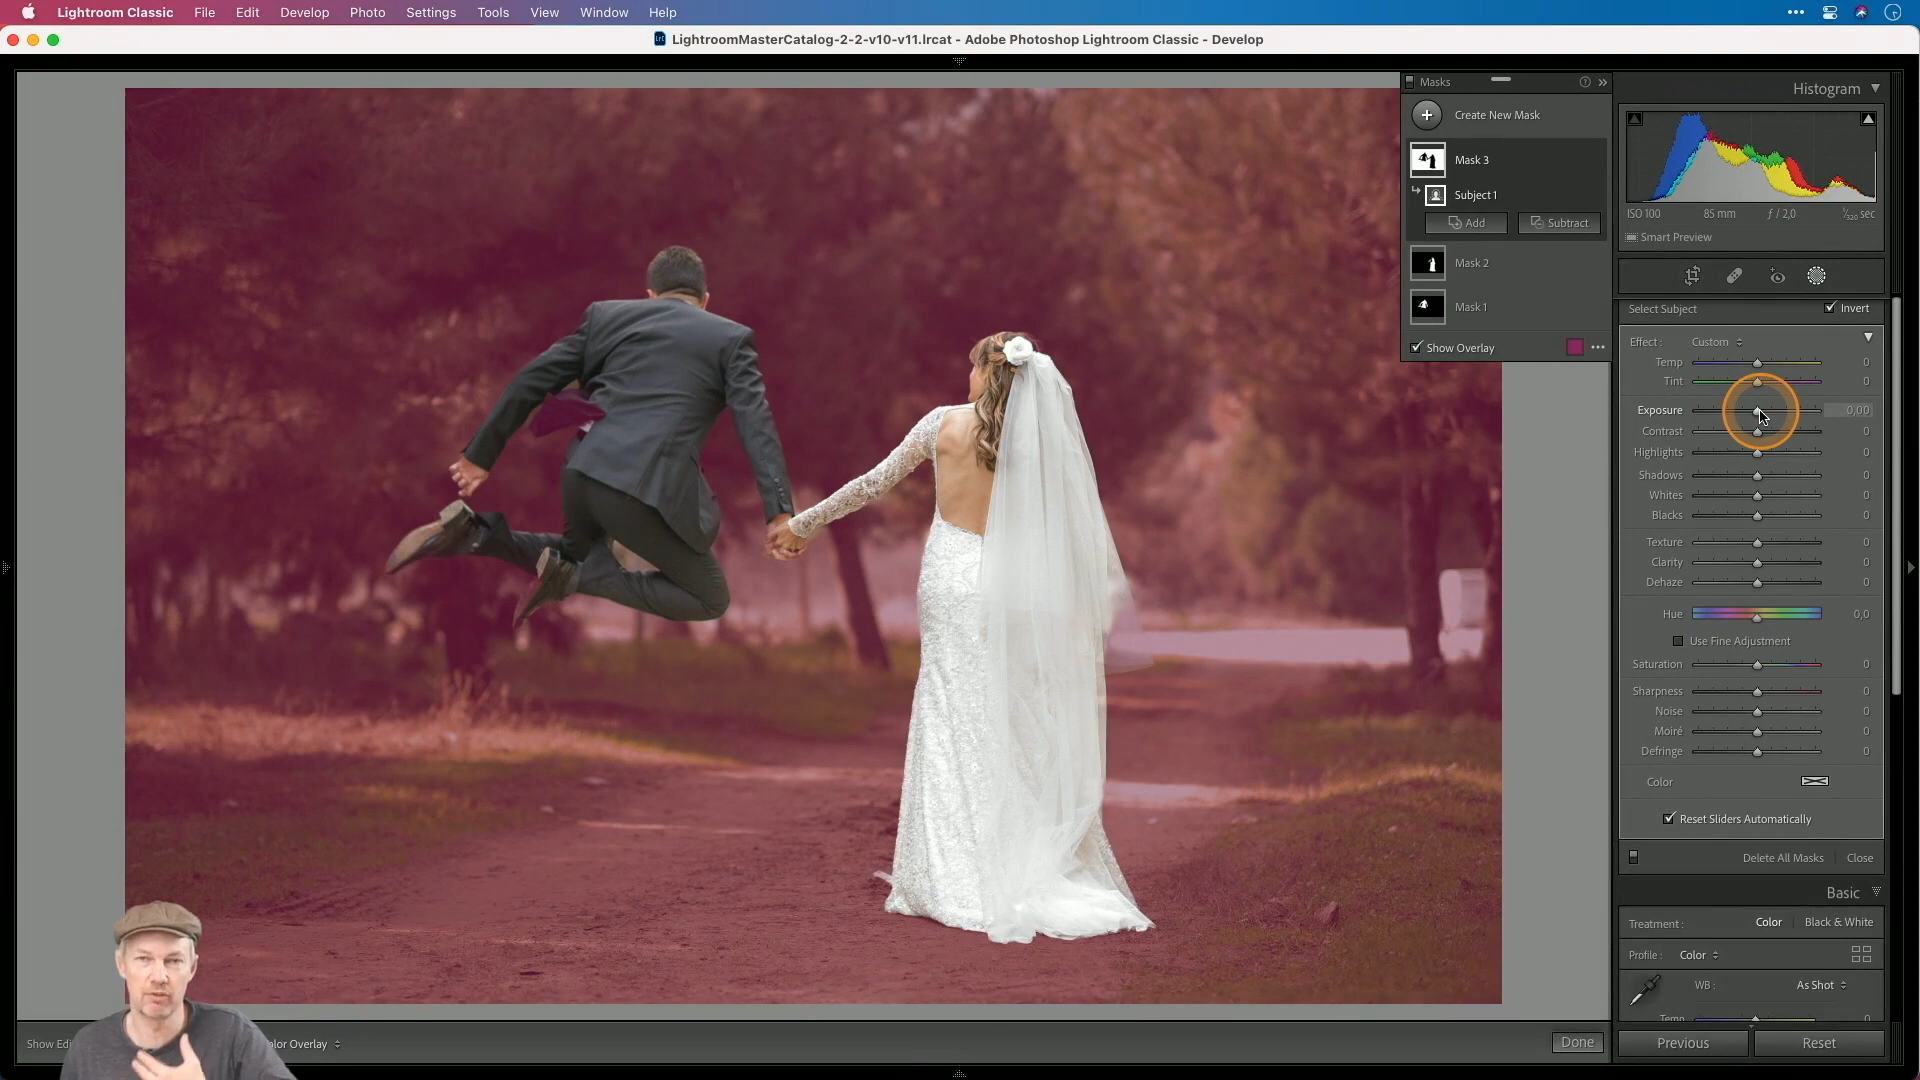 Lightroom Classic File Edit Develop Photo Settings Tools View Window Help
LrC LightroomMasterCatalog-2-2-v10-v11.lrcat - Adobe Photoshop Lightroom Classic - Develop
Masks
Create New Mask
Mask 3
Subject 1
Add Subtract
Mask 2
Mask 1
Show Overlay
Histogram
ISO 100 85 mm ƒ / 2,0 1/320 sec
Smart Preview
Select Subject Invert
Effect : Custom
Temp 0
Tint 0
Exposure 0,00
Contrast 0
Highlights 0
Shadows 0
Whites 0
Blacks 0
Texture 0
Clarity 0
Dehaze 0
Hue 0,0
Use Fine Adjustment
Saturation 0
Sharpness 0
Noise 0
Moiré 0
Defringe 0
Color
Reset Sliders Automatically
Delete All Masks Close
Basic
Treatment : Color Black & White
Profile : Color
WB : As Shot
Temp 0
Show Edi
olor Overlay
Done
Previous Reset